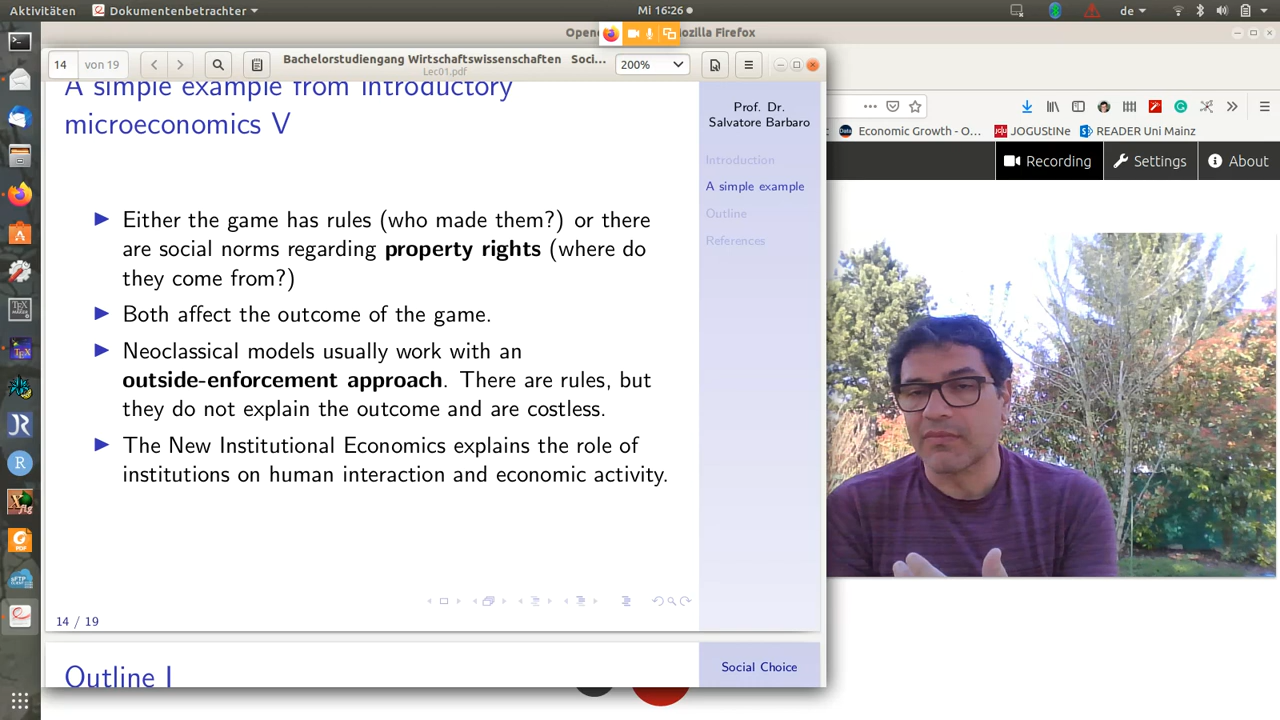 Aktivitäten
Dokumentenbetrachter
Mi 16:26
de
ozilla Firefox
14
von 19
Bachelorstudiengang Wirtschaftswissenschaften Soci...
Lec01.pdf
200%
A simple example from introductory
microeconomics V
Prof. Dr.
Salvatore Barbaro
Introduction
A simple example
Outline
References
Either the game has rules (who made them?) or there
are social norms regarding property rights (where do
they come from?)
Both affect the outcome of the game.
Neoclassical models usually work with an
outside-enforcement approach. There are rules, but
they do not explain the outcome and are costless.
The New Institutional Economics explains the role of
institutions on human interaction and economic activity.
14 / 19
Outline I
Social Choice
Economic Growth - O...
JOGUStINe
READER Uni Mainz
Recording
Settings
About